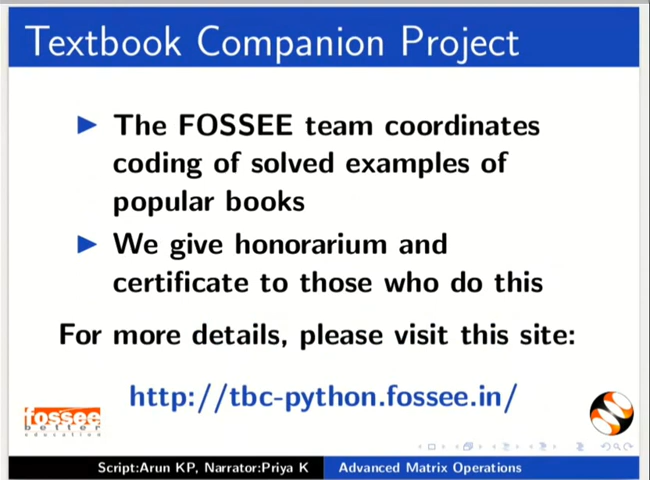 Textbook Companion Project
The FOSSEE team coordinates
coding of solved examples of
popular books
We give honorarium and
certificate to those who do this
For more details, please visit this site:
http://tbc-python.fossee.in/
fossee
better
education
Script:Arun KP, Narrator:Priya K
Advanced Matrix Operations